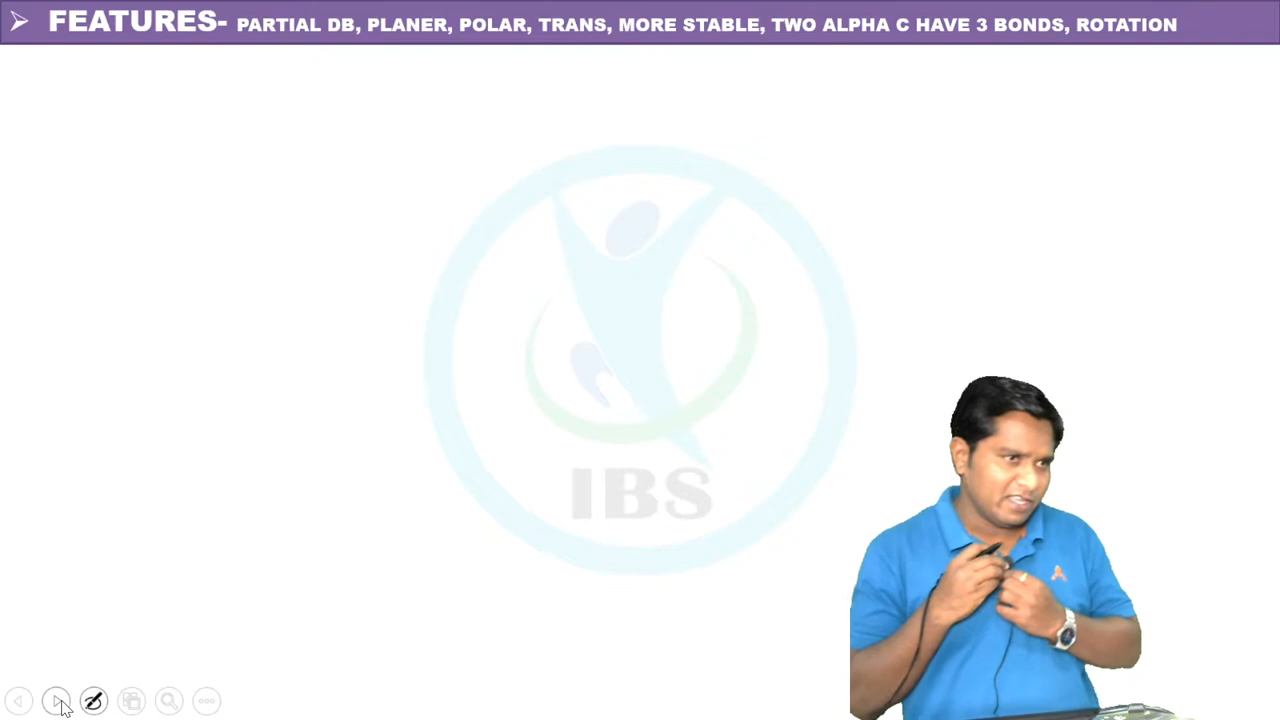 FEATURES- PARTIAL DB, PLANER, POLAR, TRANS, MORE STABLE, TWO ALPHA C HAVE 3 BONDS, ROTATION
IBS